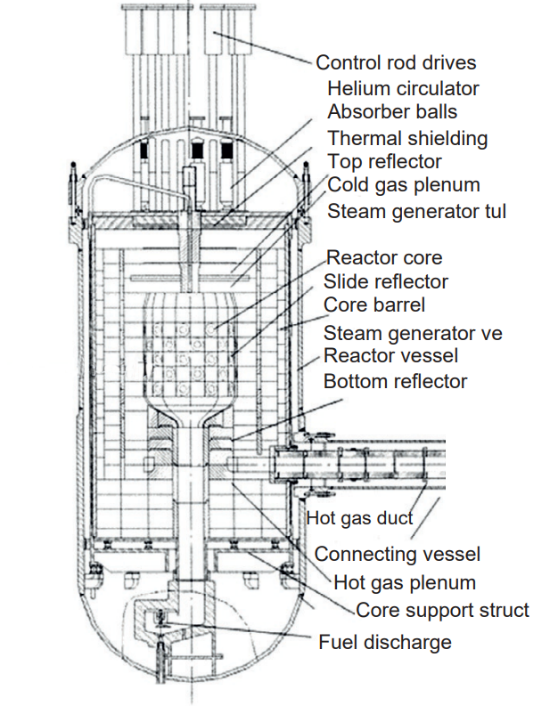 Control rod drives
Helium circulator
Absorber balls
Thermal shielding
Top reflector
Cold gas plenum
Steam generator tul
Reactor core
Slide reflector
Core barrel
Steam generator ve
Reactor vessel
Bottom reflector
Hot gas duct
Connecting vessel
Hot gas plenum
Core support struct
Fuel discharge